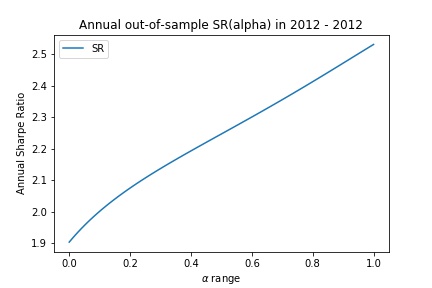 Annual out-of-sample SR(alpha) in 2012 - 2012
SR
2.5
2.4
2.3
2.2
2.1
2.0
1.9
Annual Sharpe Ratio
0.0 0.2 0.4 0.6 0.8 1.0
α range